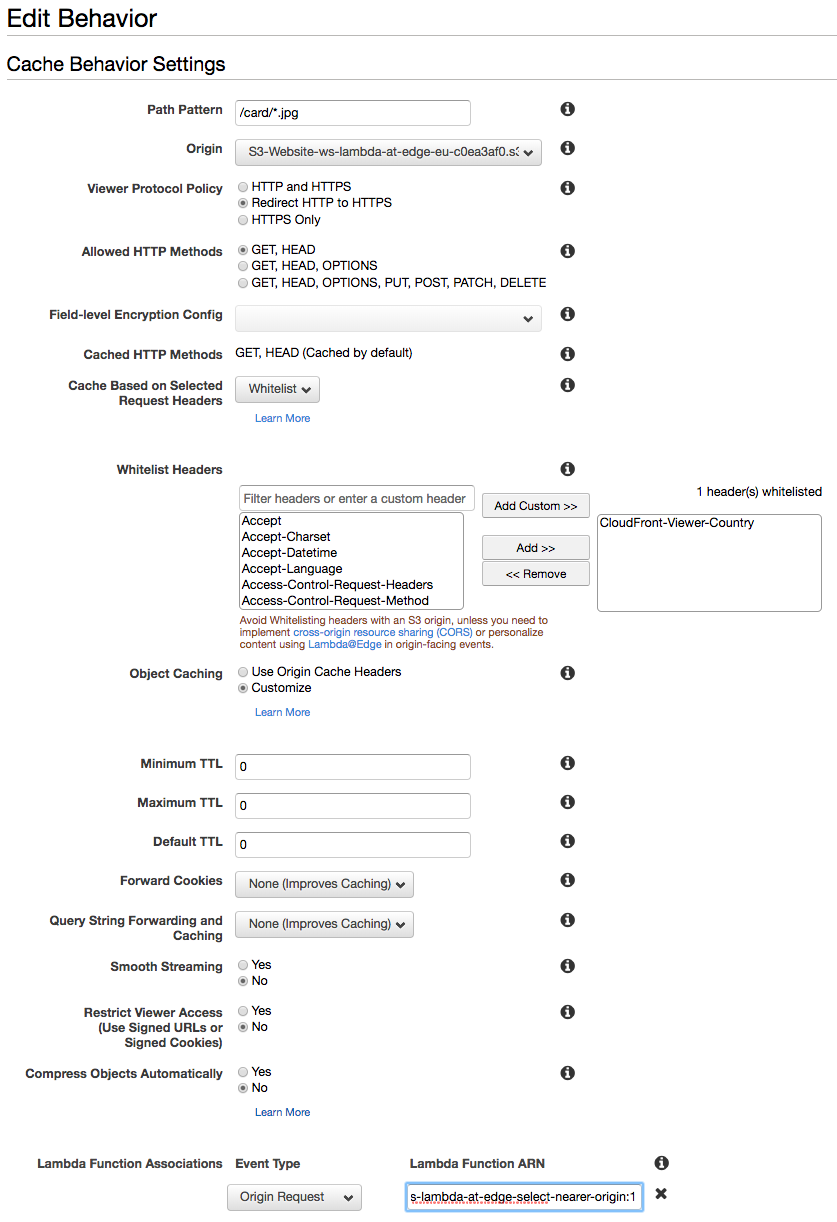 Edit Behavior
Cache Behavior Settings
Path Pattern
/card/*.jpg
Origin
S3-Website-ws-lambda-at-edge-eu-c0ea3af0.s3
Viewer Protocol Policy
HTTP and HTTPS
Redirect HTTP to HTTPS
HTTPS Only
Allowed HTTP Methods
GET, HEAD
GET, HEAD, OPTIONS
GET, HEAD, OPTIONS, PUT, POST, PATCH, DELETE
Field-level Encryption Config
Cached HTTP Methods
GET, HEAD (Cached by default)
Cache Based on Selected
Request Headers
Whitelist
Learn More
Whitelist Headers
1 header(s) whitelisted
Filter headers or enter a custom header
Add Custom >>
Accept
Accept-Charset
Accept-Datetime
Accept-Language
Access-Control-Request-Headers
Access-Control-Request-Method
Add >>
<< Remove
CloudFront-Viewer-Country
Avoid Whitelisting headers with an S3 origin, unless you need to
implement cross-origin resource sharing (CORS) or personalize
content using Lambda@Edge in origin-facing events.
Object Caching
Use Origin Cache Headers
Customize
Learn More
Minimum TTL
0
Maximum TTL
0
Default TTL
0
Forward Cookies
None (Improves Caching)
Query String Forwarding and
Caching
None (Improves Caching)
Smooth Streaming
Yes
No
Restrict Viewer Access
(Use Signed URLs or
Signed Cookies)
Yes
No
Compress Objects Automatically
Yes
No
Learn More
Lambda Function Associations
Event Type
Lambda Function ARN
Origin Request
s-lambda-at-edge-select-nearer-origin:1